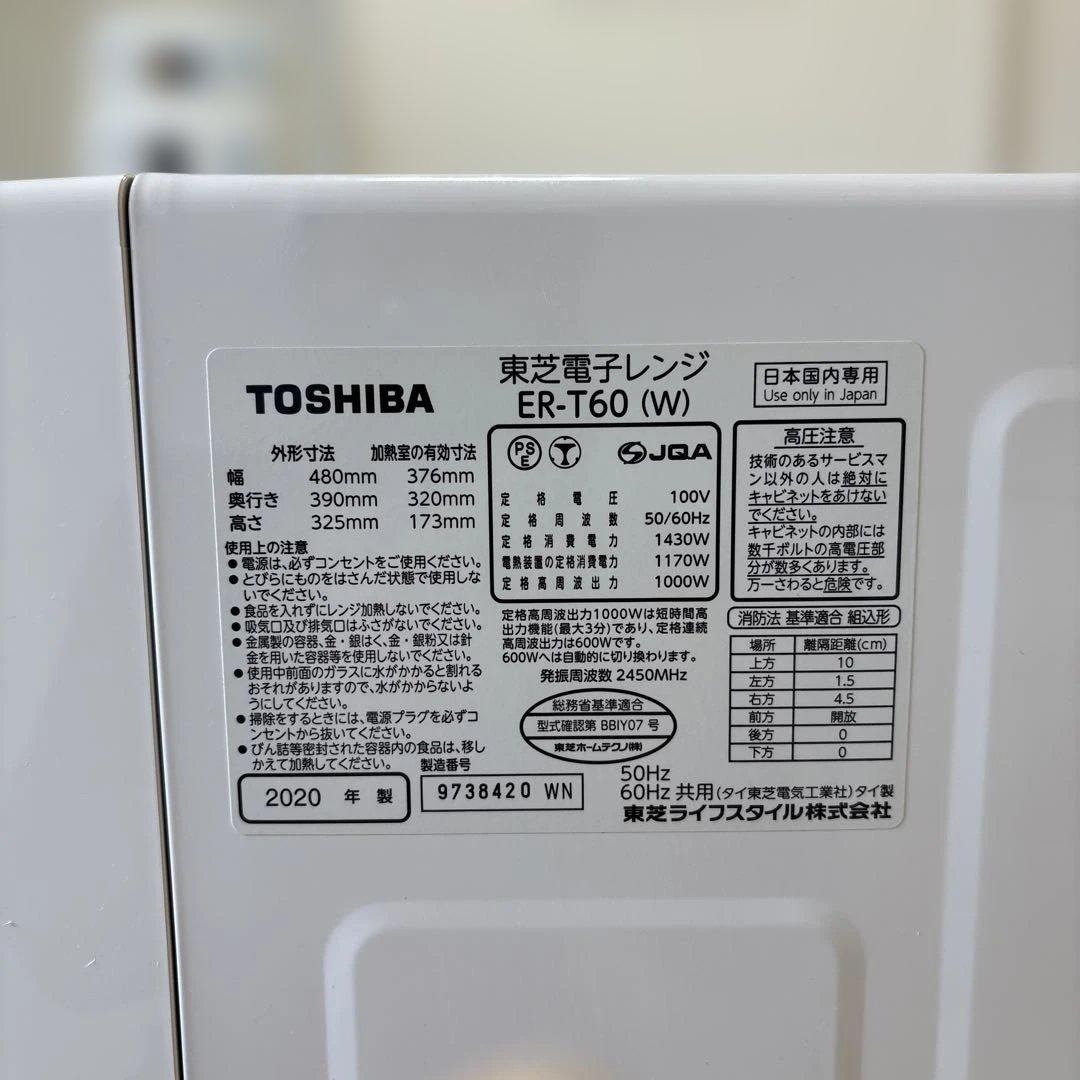 TOSHIBA
東芝電子レンジ
ER-T60 (W)
日本国内専用
Use only in Japan
外形寸法 加熱室の有効寸法
幅 480mm 376mm
奥行き 390mm 320mm
高さ 325mm 173mm
使用上の注意
●電源は、必ずコンセントをご使用ください。
●とびらにものをはさんだ状態で使用しな
いでください。
●食品を入れずにレンジ加熱しないでください。
●吸気口及び排気口はふさがないでください。
●金属製の容器、金・銀はく、金・銀粉又は針
金を用いた容器等を使用しないでください。
●使用中前面のガラスに水がかかると割れる
おそれがありますので、水がかからないよ
うにしてください。
●掃除をするときには、電源プラグを必ずコ
ンセントから抜いてください。
●びん詰等密封された容器内の食品は、移し
かえて加熱してください。
2020 年 製
製造番号
9738420 WN
PS
E
JQA
定格電圧 100V
定格周波数 50/60Hz
定格消費電力 1430W
電熱装置の定格消費電力 1170W
定格高周波出力 1000W
定格高周波出力1000Wは短時間高
出力機能(最大3分)であり、定格連続
高周波出力は600Wです。
600Wへは自動的に切り換わります。
発振周波数 2450MHz
総務省基準適合
型式確認第 BBIY07 号
東芝ホームテクノ(株)
高圧注意
技術のあるサービスマ
ン以外の人は絶対に
キャビネットをあけない
でください。
キャビネットの内部には
数千ボルトの高電圧部
分が数多くあります。
万一さわると危険です。
消防法 基準適合 組込形
場所 離隔距離(cm)
上方 10
左方 1.5
右方 4.5
前方 開放
後方 0
下方 0
50Hz
60Hz 共用 (タイ東芝電気工業社) タイ製
東芝ライフスタイル株式会社